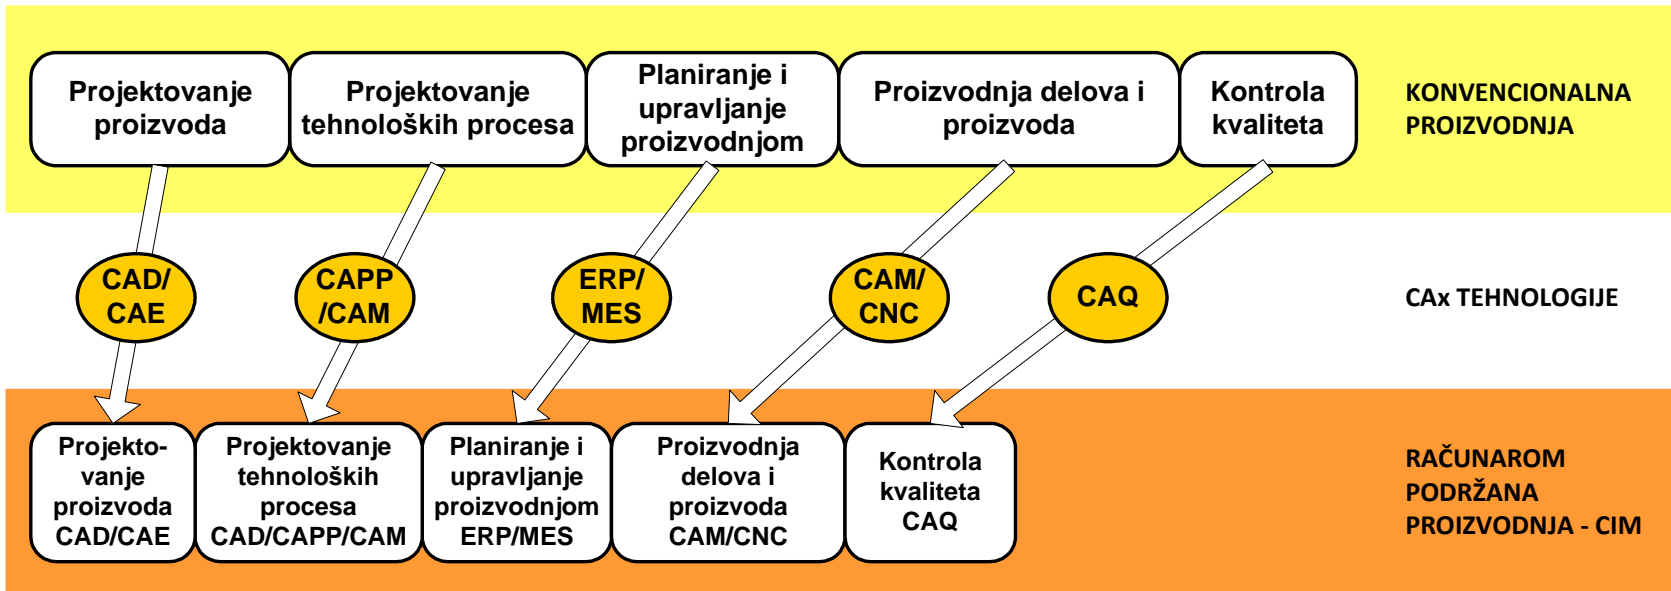 Projektovanje
proizvoda
Projektovanje
tehnoloških procesa
Planiranje i
upravljanje
proizvodnjom
Proizvodnja delova i
proizvoda
Kontrola
kvaliteta
KONVENCIONALNA
PROIZVODNJA
CAD/
CAE
CAPP
/CAM
ERP/
MES
CAM/
CNC
CAQ
CAx TEHNOLOGIJE
Projekto-
vanje
proizvoda
CAD/CAE
Projektovanje
tehnoloških
procesa
CAD/CAPP/CAM
Planiranje i
upravljanje
proizvodnjom
ERP/MES
Proizvodnja
delova i
proizvoda
CAM/CNC
Kontrola
kvaliteta
CAQ
RAČUNAROM
PODRŽANA
PROIZVODNJA - CIM